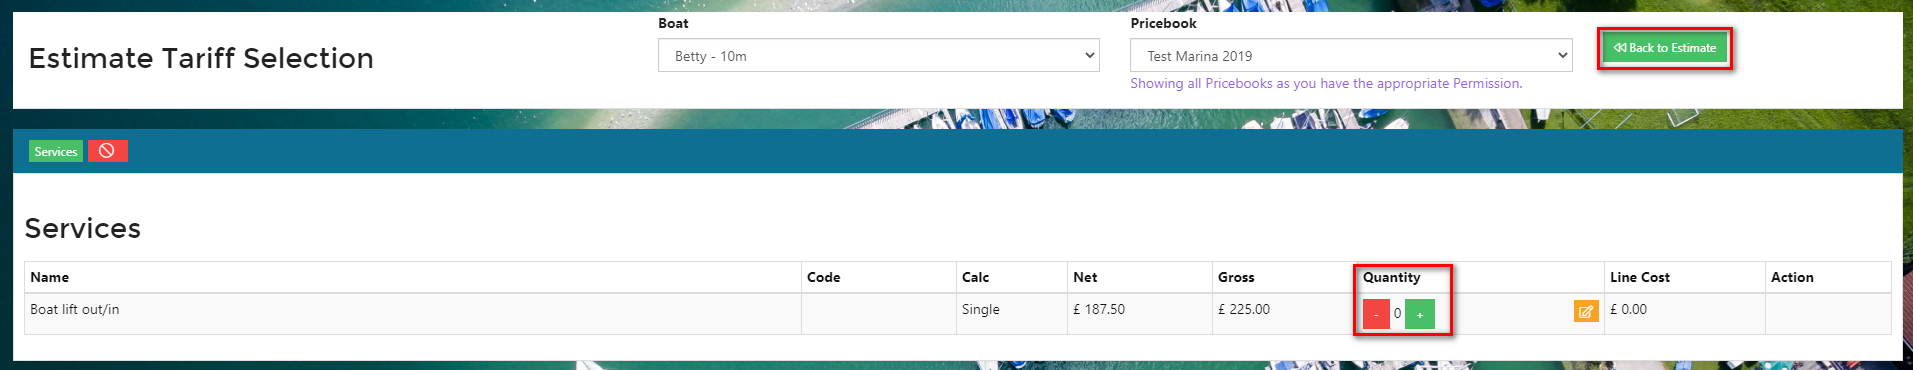 Estimate Tariff Selection
Boat
Betty - 10m
Pricebook
Test Marina 2019
Showing all Pricebooks as you have the appropriate Permission.
Back to Estimate
Services
Services
Name Code Calc Net Gross Quantity Line Cost Action
Boat lift out/in Single £ 187.50 £ 225.00 - 0 + £ 0.00